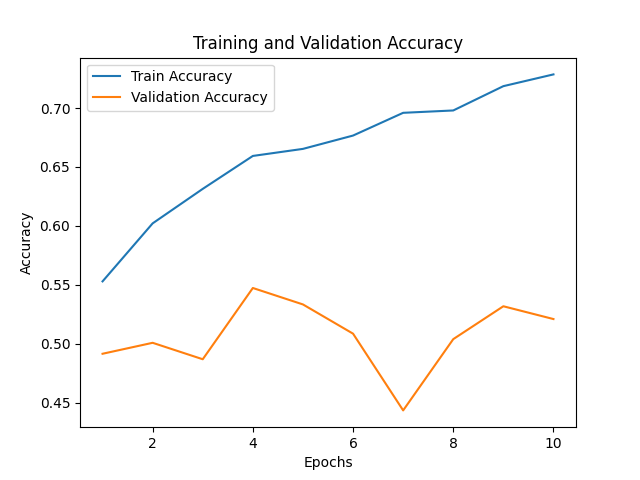 Training and Validation Accuracy
Train Accuracy
Validation Accuracy
0.70
0.65
0.60
0.55
0.50
0.45
Accuracy
2
4
6
8
10
Epochs